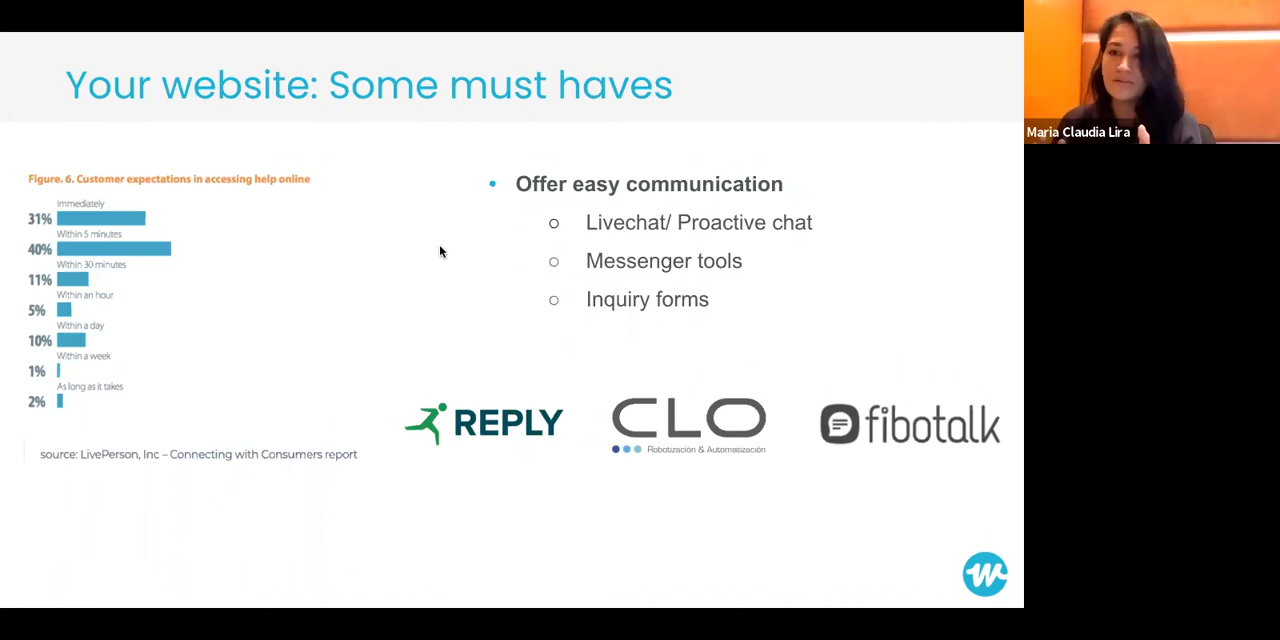 Your website: Some must haves
Maria Claudia Lira
Figure. 6. Customer expectations in accessing help online
Immediately
31%
Within 5 minutes
40%
Within 30 minutes
11%
Within an hour
5%
Within a day
10%
Within a week
1%
As long as it takes
2%
source: LivePerson, Inc – Connecting with Consumers report
• Offer easy communication
○ Livechat/ Proactive chat
○ Messenger tools
○ Inquiry forms
REPLY
CLO
Robotización & Automatización
fibotalk
w